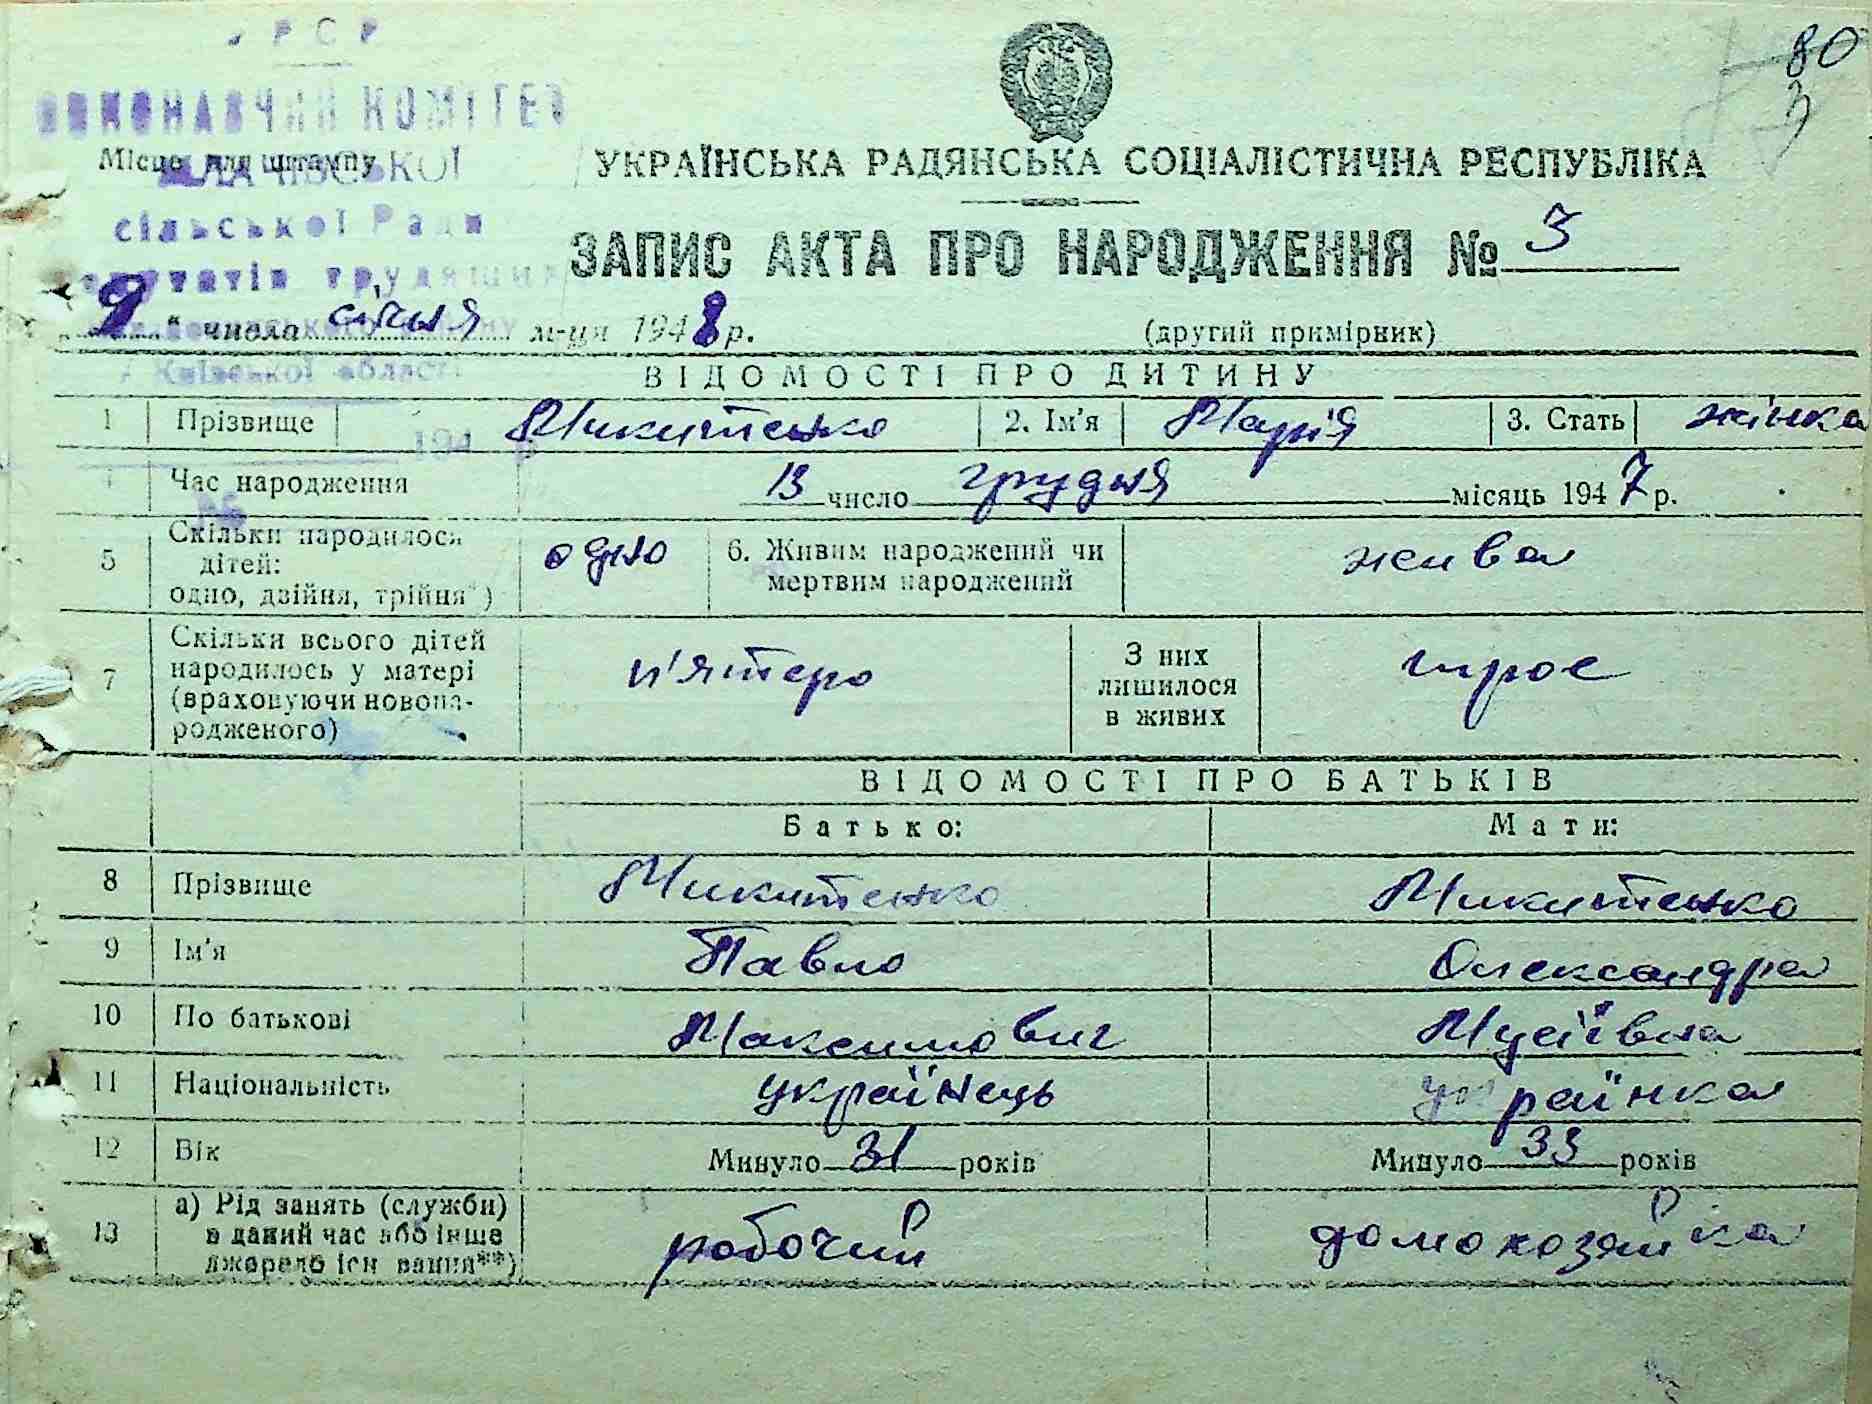 УРСР
80
3
ВИКОНАВЧИЙ КОМІТЕТ
Місце для штампу
УКРАЇНСЬКА РАДЯНСЬКА СОЦІАЛІСТИЧНА РЕСПУБЛІКА
сільської Ради
депутатів трудящих
ЗАПИС АКТА ПРО НАРОДЖЕННЯ № 3
„9“ числа січня м-ця 1948 р.
(другий примірник)
Київської області
194
ВІДОМОСТІ ПРО ДИТИНУ
1 Прізвище Микитенко 2. Ім'я Марія 3. Стать жінка
Час народження 13 число грудня місяць 1947 р.
№
5 Скільки народилося дітей: одно, двійня, трійня*) одно 6. Живим народжений чи мертвим народжений жива
7 Скільки всього дітей народилось у матері (враховуючи новона-родженого) п'ятеро З них лишилося в живих троє
ВІДОМОСТІ ПРО БАТЬКІВ
Батько: Мати:
8 Прізвище Микитенко Микитенко
9 Ім'я Павло Олександра
10 По батькові Максимович Мусіївна
11 Національність українець українка
12 Вік Минуло 31 років Минуло 33 років
13 а) Рід занять (служби) в даний час або інше джерело існування**) робочий домохозяйка